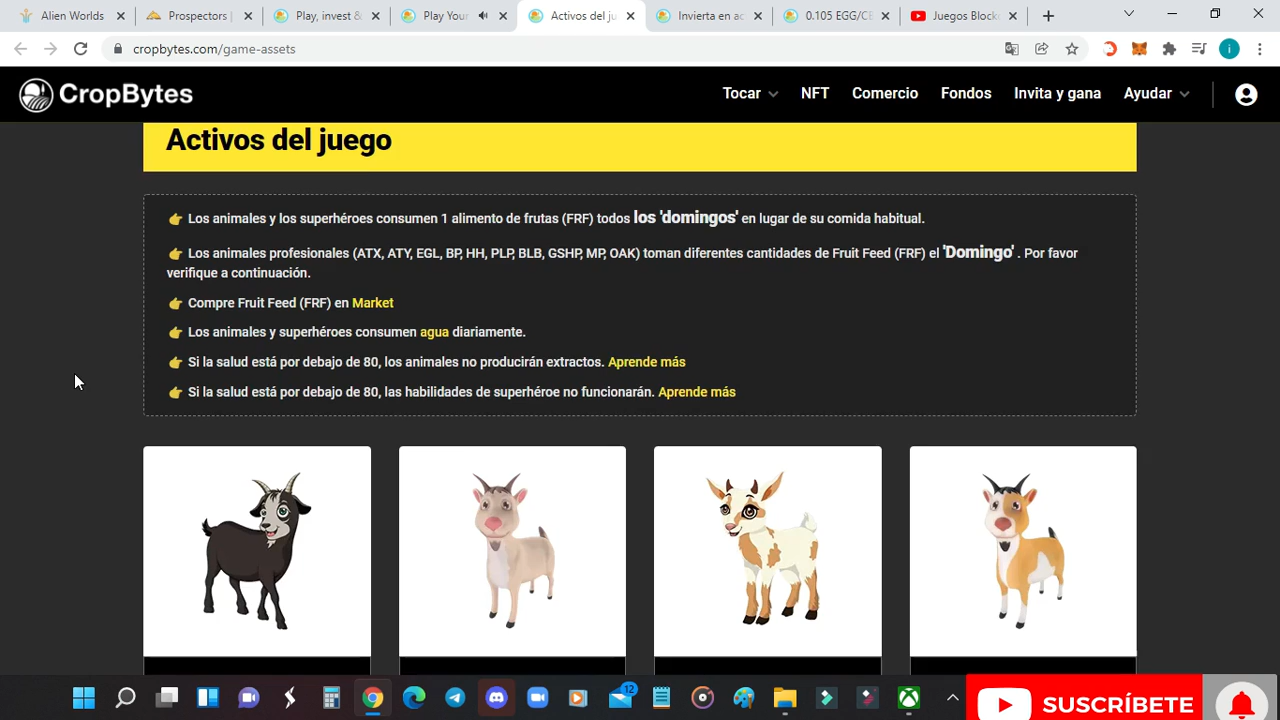 Alien Worlds
Prospectors |
Play, invest &
Play Your
Activos del ju
Invierta en ac
0.105 EGG/CB
Juegos Block
cropbytes.com/game-assets
i
CropBytes
Tocar
NFT
Comercio
Fondos
Invita y gana
Ayudar
Activos del juego
👉 Los animales y los superhéroes consumen 1 alimento de frutas (FRF) todos los 'domingos' en lugar de su comida habitual.
👉 Los animales profesionales (ATX, ATY, EGL, BP, HH, PLP, BLB, GSHP, MP, OAK) toman diferentes cantidades de Fruit Feed (FRF) el 'Domingo' . Por favor
verifique a continuación.
👉 Compre Fruit Feed (FRF) en Market
👉 Los animales y superhéroes consumen agua diariamente.
👉 Si la salud está por debajo de 80, los animales no producirán extractos. Aprende más
👉 Si la salud está por debajo de 80, las habilidades de superhéroe no funcionarán. Aprende más
12
SUSCRÍBETE